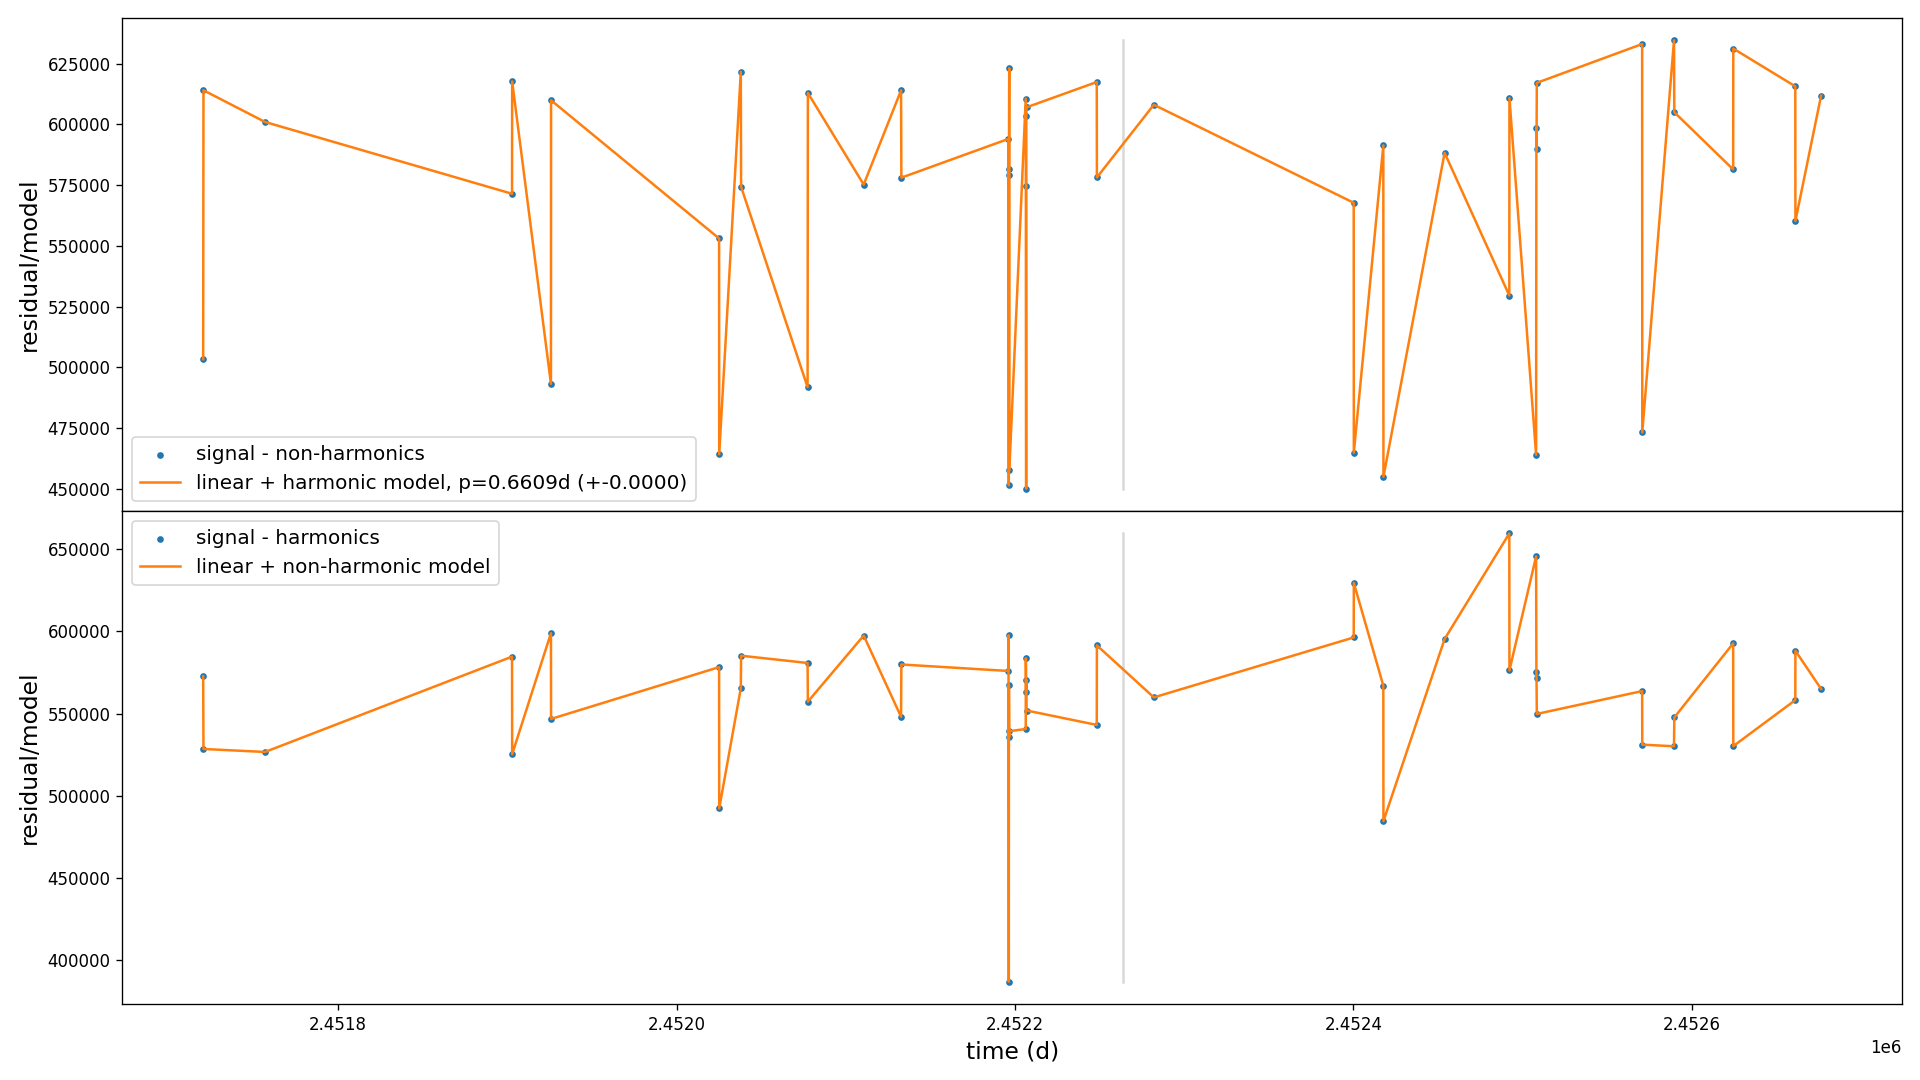 residual/model
625000
600000
575000
550000
525000
500000
475000
450000
signal - non-harmonics
linear + harmonic model, p=0.6609d (+-0.0000)
residual/model
650000
600000
550000
500000
450000
400000
signal - harmonics
linear + non-harmonic model
2.4518 2.4520 2.4522 2.4524 2.4526
time (d)
1e6